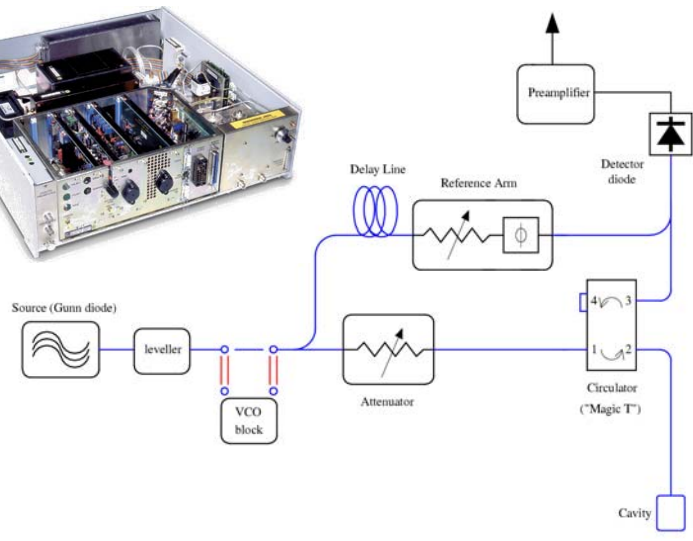 Preamplifier
Detector
diode
Delay Line
Reference Arm
ϕ
Source (Gunn diode)
leveller
4 3
1 2
Attenuator
Circulator
("Magic T")
VCO
block
Cavity